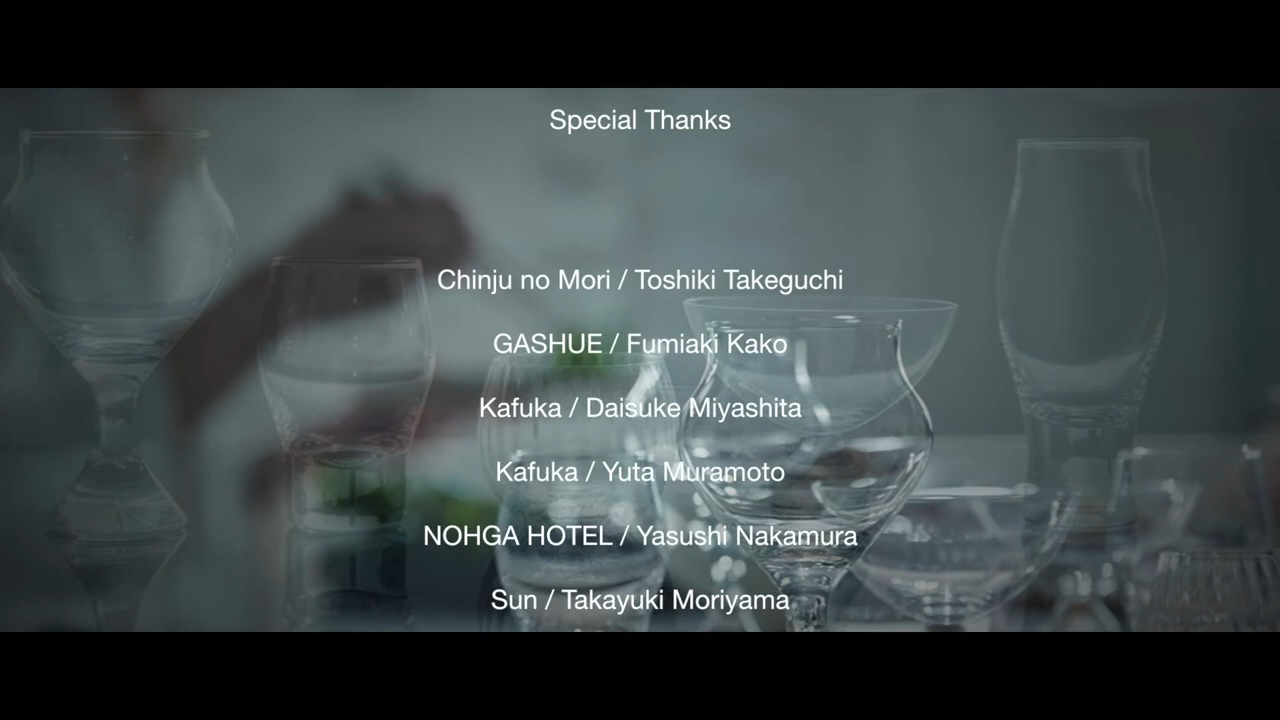 Special Thanks
Chinju no Mori / Toshiki Takeguchi
GASHUE / Fumiaki Kako
Kafuka / Daisuke Miyashita
Kafuka / Yuta Muramoto
NOHGA HOTEL / Yasushi Nakamura
Sun / Takayuki Moriyama